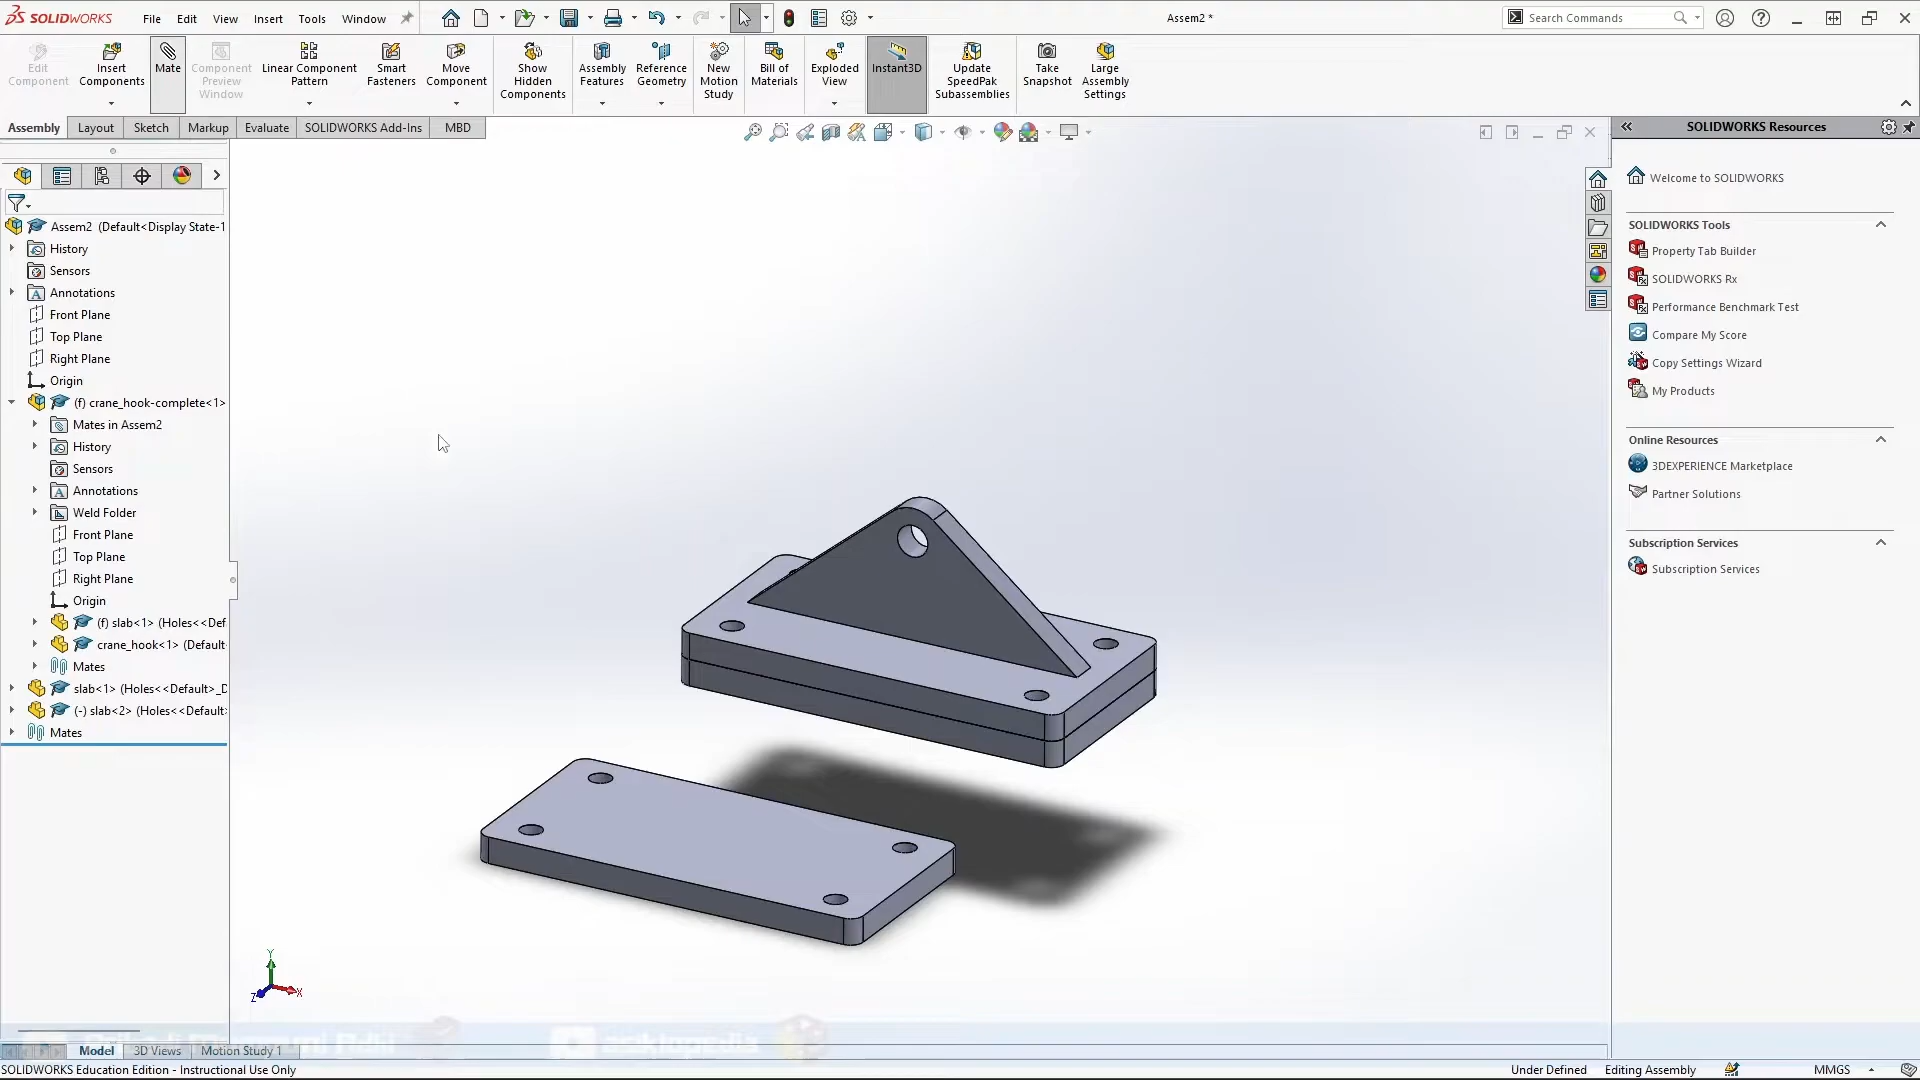 SOLIDWORKS
File Edit View Insert Tools Window
Assem2 *
Search Commands
Edit Component
Insert Components
Mate
Component Preview Window
Linear Component Pattern
Smart Fasteners
Move Component
Show Hidden Components
Assembly Features
Reference Geometry
New Motion Study
Bill of Materials
Exploded View
Instant3D
Update SpeedPak Subassemblies
Take Snapshot
Large Assembly Settings
Assembly Layout Sketch Markup Evaluate SOLIDWORKS Add-Ins MBD
Assem2 (Default<Display State-1
History
Sensors
Annotations
Front Plane
Top Plane
Right Plane
Origin
(f) crane_hook-complete<1>
Mates in Assem2
History
Sensors
Annotations
Weld Folder
Front Plane
Top Plane
Right Plane
Origin
(f) slab<1> (Holes<<Def
crane_hook<1> (Default
Mates
slab<1> (Holes<<Default>_D
(-) slab<2> (Holes<<Default>
Mates
Y
Z
X
SOLIDWORKS Resources
Welcome to SOLIDWORKS
SOLIDWORKS Tools
Property Tab Builder
SOLIDWORKS Rx
Performance Benchmark Test
Compare My Score
Copy Settings Wizard
My Products
Online Resources
3DEXPERIENCE Marketplace
Partner Solutions
Subscription Services
Subscription Services
Model 3D Views Motion Study 1
SOLIDWORKS Education Edition - Instructional Use Only
Under Defined Editing Assembly MMGS